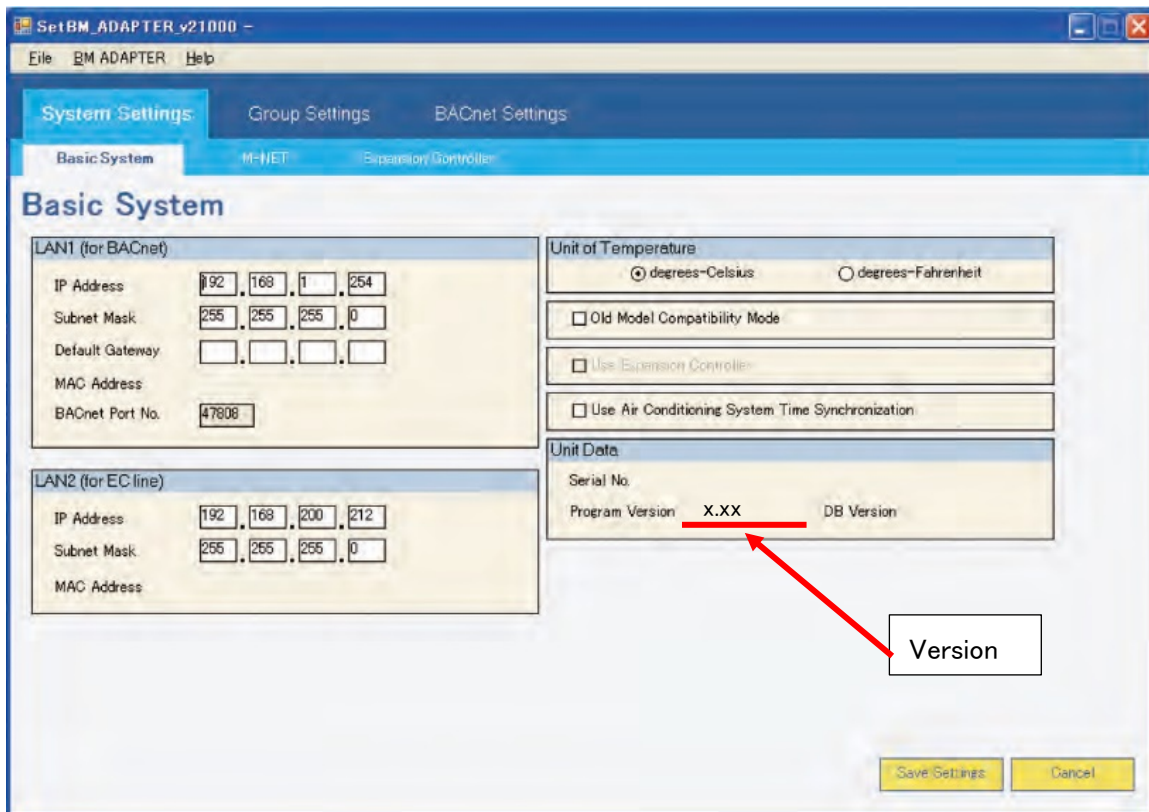 SetBM_ADAPTER_v21000 -
File BM ADAPTER Help
System Settings Group Settings BACnet Settings
Basic System M-NET Expansion Controller
Basic System
LAN1 (for BACnet)
IP Address 192 . 168 . 1 . 254
Subnet Mask 255 . 255 . 255 . 0
Default Gateway . . .
MAC Address
BACnet Port No. 47808
LAN2 (for EC line)
IP Address 192 . 168 . 200 . 212
Subnet Mask 255 . 255 . 255 . 0
MAC Address
Unit of Temperature
degrees-Celsius degrees-Fahrenheit
Old Model Compatibility Mode
Use Expansion Controller
Use Air Conditioning System Time Synchronization
Unit Data
Serial No.
Program Version x.xx DB Version
Version
Save Settings Cancel